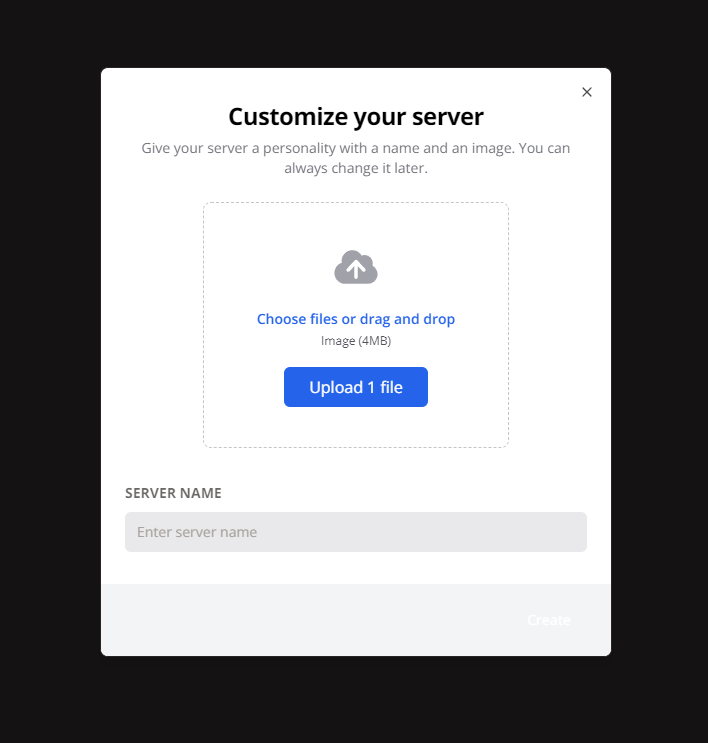 Customize your server
Give your server a personality with a name and an image. You can
always change it later.
Choose files or drag and drop
Image (4MB)
Upload 1 file
SERVER NAME
Enter server name
Create